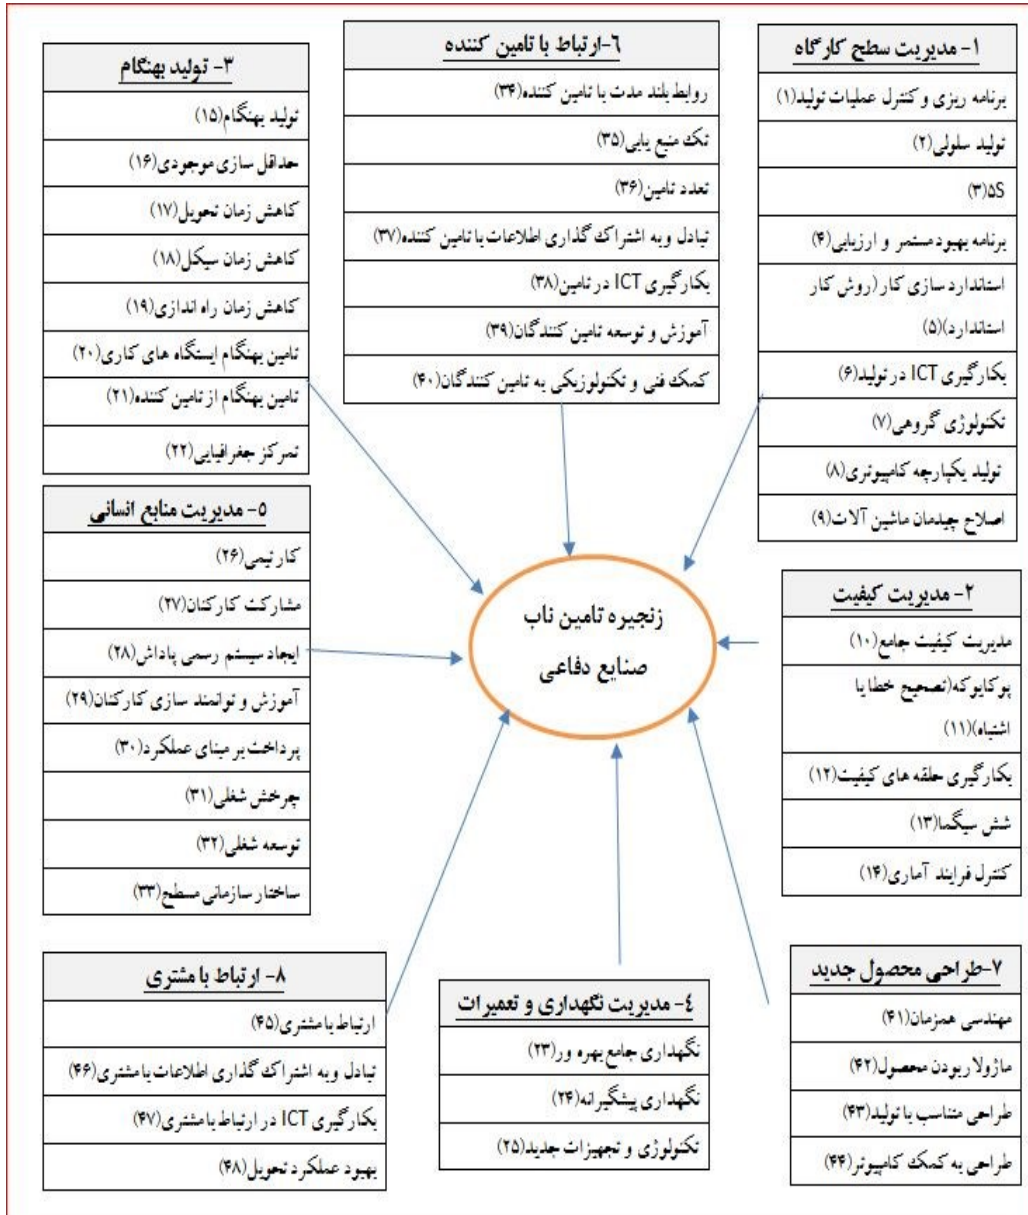 ۱- مدیریت سطح کارگاه
برنامه ریزی و کنترل عملیات تولید(۱)
تولید سلولی(۲)
۵S(۳)
برنامه بهبود مستمر و ارزیابی(۴)
استاندارد سازی کار (روش کار
استاندارد)(۵)
بکارگیری ICT در تولید(۶)
تکنولوژی گروهی(۷)
تولید یکپارچه کامپیوتری(۸)
اصلاح چیدمان ماشین آلات(۹)
۶-ارتباط با تامین کننده
روابط بلند مدت با تامین کننده(۳۴)
تک منبع یابی(۳۵)
تعدد تامین(۳۶)
تبادل وبه اشتراک گذاری اطلاعات با تامین کننده(۳۷)
بکارگیری ICT در تامین(۳۸)
آموزش و توسعه تامین کنندگان(۳۹)
کمک فنی و تکنولوزیکی به تامین کنندگان(۴۰)
۳- تولید بهنگام
تولید بهنگام(۱۵)
حداقل سازی موجودی(۱۶)
کاهش زمان تحویل(۱۷)
کاهش زمان سیکل(۱۸)
کاهش زمان راه اندازی(۱۹)
تامین بهنگام ایستگاه های کاری(۲۰)
تامین بهنگام از تامین کننده(۲۱)
تمرکز جغرافیایی(۲۲)
زنجیره تامین ناب
صنایع دفاعی
۲- مدیریت کیفیت
مدیریت کیفیت جامع(۱۰)
پوکایوکه(تصحیح خطا یا
اشتباه)(۱۱)
بکارگیری حلقه های کیفیت(۱۲)
شش سیگما(۱۳)
کنترل فرایند آماری(۱۴)
۵- مدیریت منابع انسانی
کار تیمی(۲۶)
مشارکت کارکنان(۲۷)
ایجاد سیستم رسمی پاداش(۲۸)
آموزش و توانمند سازی کارکنان(۲۹)
پرداخت بر مبنای عملکرد(۳۰)
چرخش شغلی(۳۱)
توسعه شغلی(۳۲)
ساختار سازمانی مسطح(۳۳)
۷-طراحی محصول جدید
مهندسی همزمان(۴۱)
ماژولار بودن محصول(۴۲)
طراحی متناسب با تولید(۴۳)
طراحی به کمک کامپیوتر(۴۴)
۴- مدیریت نگهداری و تعمیرات
نگهداری جامع بهره ور(۲۳)
نگهداری پیشگیرانه(۲۴)
تکنولوژی و تجهیزات جدید(۲۵)
۸- ارتباط با مشتری
ارتباط با مشتری(۴۵)
تبادل وبه اشتراک گذاری اطلاعات با مشتری(۴۶)
بکارگیری ICT در ارتباط با مشتری(۴۷)
بهبود عملکرد تحویل(۴۸)